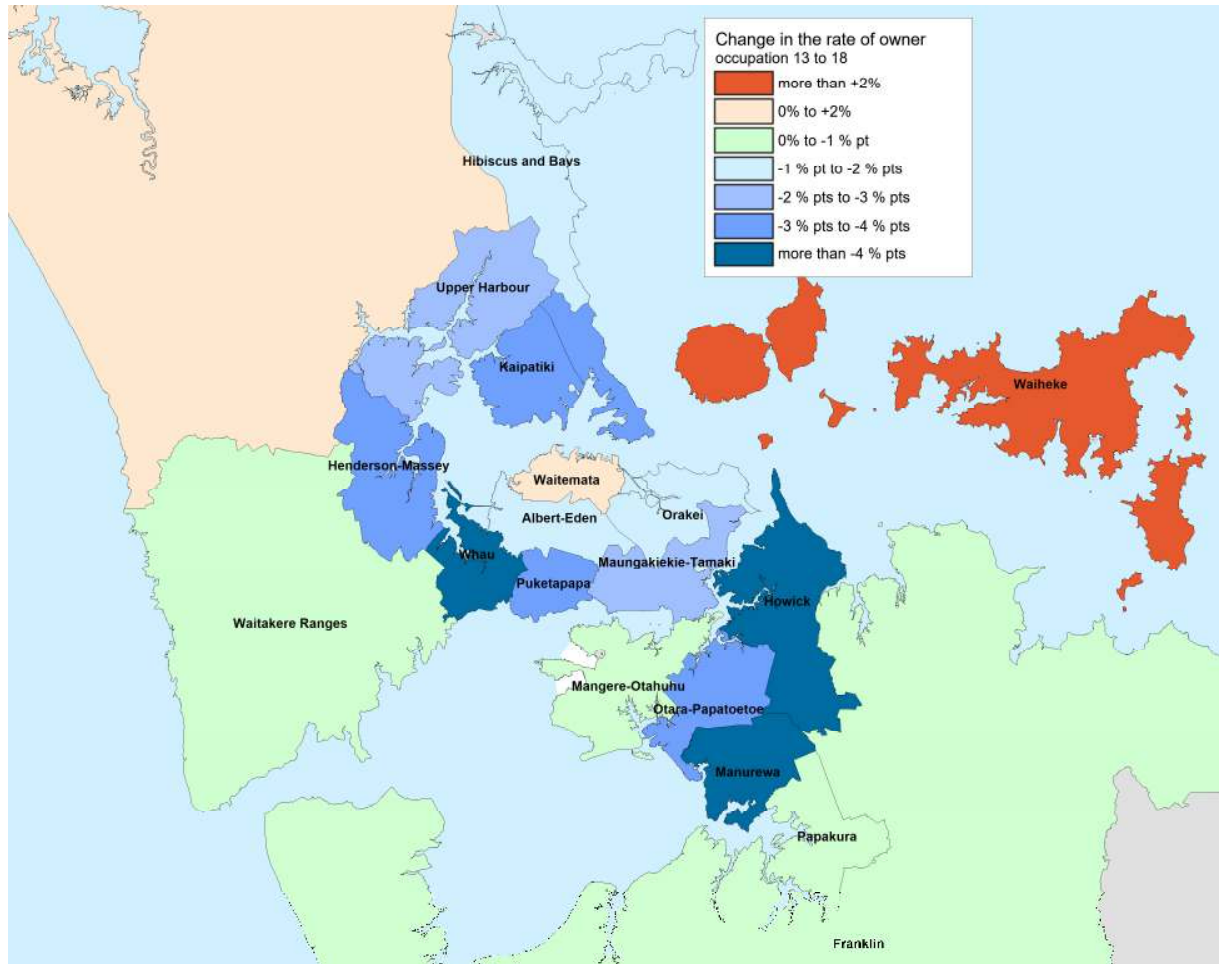 Change in the rate of owner
occupation 13 to 18
more than +2%
0% to +2%
0% to -1 % pt
-1 % pt to -2 % pts
-2 % pts to -3 % pts
-3 % pts to -4 % pts
more than -4 % pts
Hibiscus and Bays
Upper Harbour
Kaipatiki
Waiheke
Henderson-Massey
Waitemata
Albert-Eden
Orakei
Whau
Maungakiekie-Tamaki
Puketapapa
Howick
Waitakere Ranges
Mangere-Otahuhu
Otara-Papatoetoe
Manurewa
Papakura
Franklin